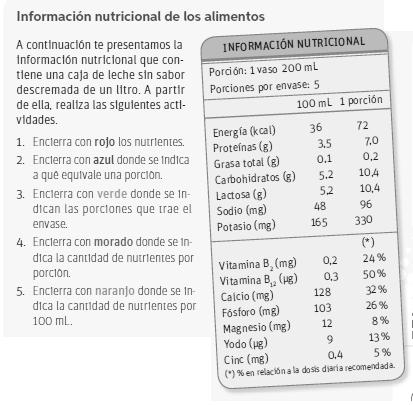 Información nutricional de los alimentos
A continuación te presentamos la
información nutricional que con-
tiene una caja de leche sin sabor
descremada de un litro. A partir
de ella, realiza las siguientes acti-
vidades.
1. Encierra con rojo los nutrientes.
2. Encierra con azul donde se indica
a qué equivale una porción.
3. Encierra con verde donde se in-
dican las porciones que trae el
envase.
4. Encierra con morado donde se in-
dica la cantidad de nutrientes por
porción.
5. Encierra con naranjo donde se in-
dica la cantidad de nutrientes por
100 mL.
INFORMACIÓN NUTRICIONAL
Porción: 1 vaso 200 mL
Porciones por envase: 5
100 mL 1 porción
Energía (kcal) 36 72
Proteínas (g) 3,5 7,0
Grasa total (g) 0,1 0,2
Carbohidratos (g) 5,2 10,4
Lactosa (g) 5,2 10,4
Sodio (mg) 48 96
Potasio (mg) 165 330
(*)
Vitamina B2 (mg) 0,2 24%
Vitamina B12 (µg) 0,3 50%
Calcio (mg) 128 32%
Fósforo (mg) 103 26%
Magnesio (mg) 12 8%
Yodo (µg) 9 13%
Cinc (mg) 0,4 5%
(*) % en relación a la dosis diaria recomendada.